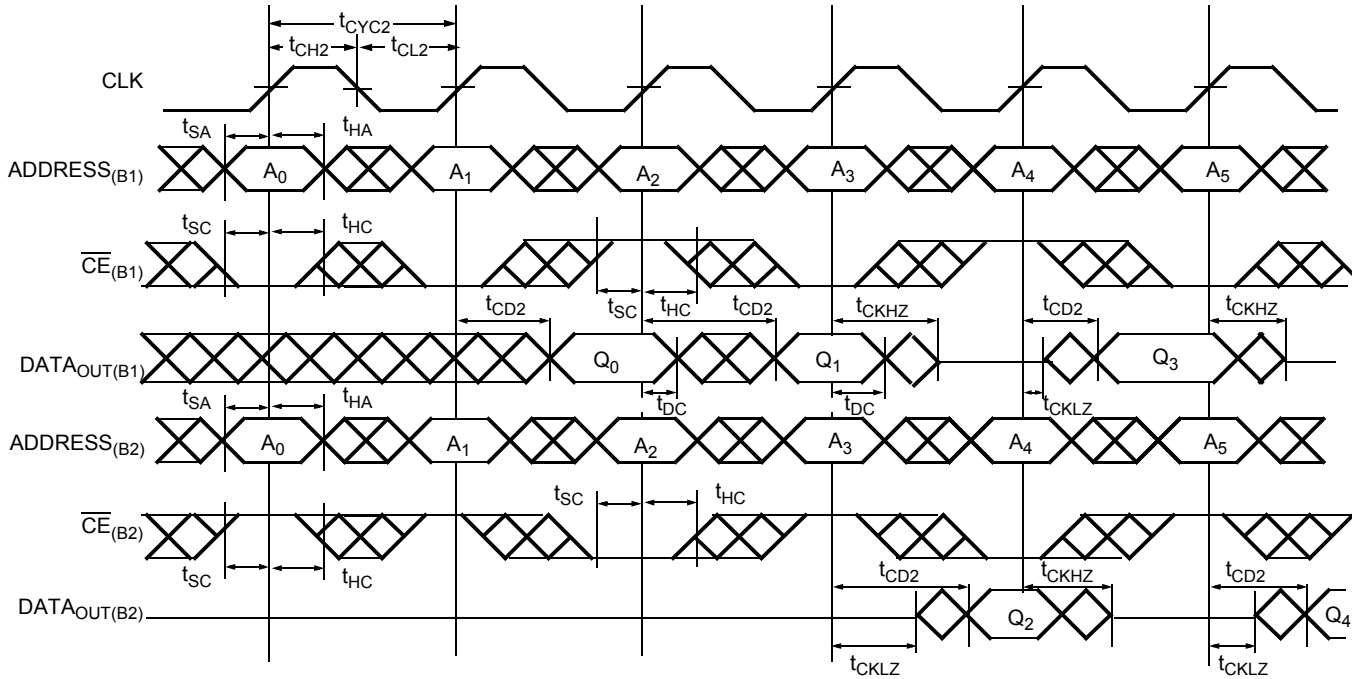 tCYC2
tCH2 tCL2
CLK
tSA tHA
ADDRESS(B1) A0 A1 A2 A3 A4 A5
tSC tHC
CE(B1)
tCD2 tSC tHC tCD2 tCKHZ tCD2 tCKHZ
DATAOUT(B1) Q0 Q1 Q3
tSA tHA tDC tDC tCKLZ
ADDRESS(B2) A0 A1 A2 A3 A4 A5
tSC tHC
CE(B2)
tSC tHC tCD2 tCKHZ tCD2
DATAOUT(B2) Q2 Q4
tCKLZ tCKLZ